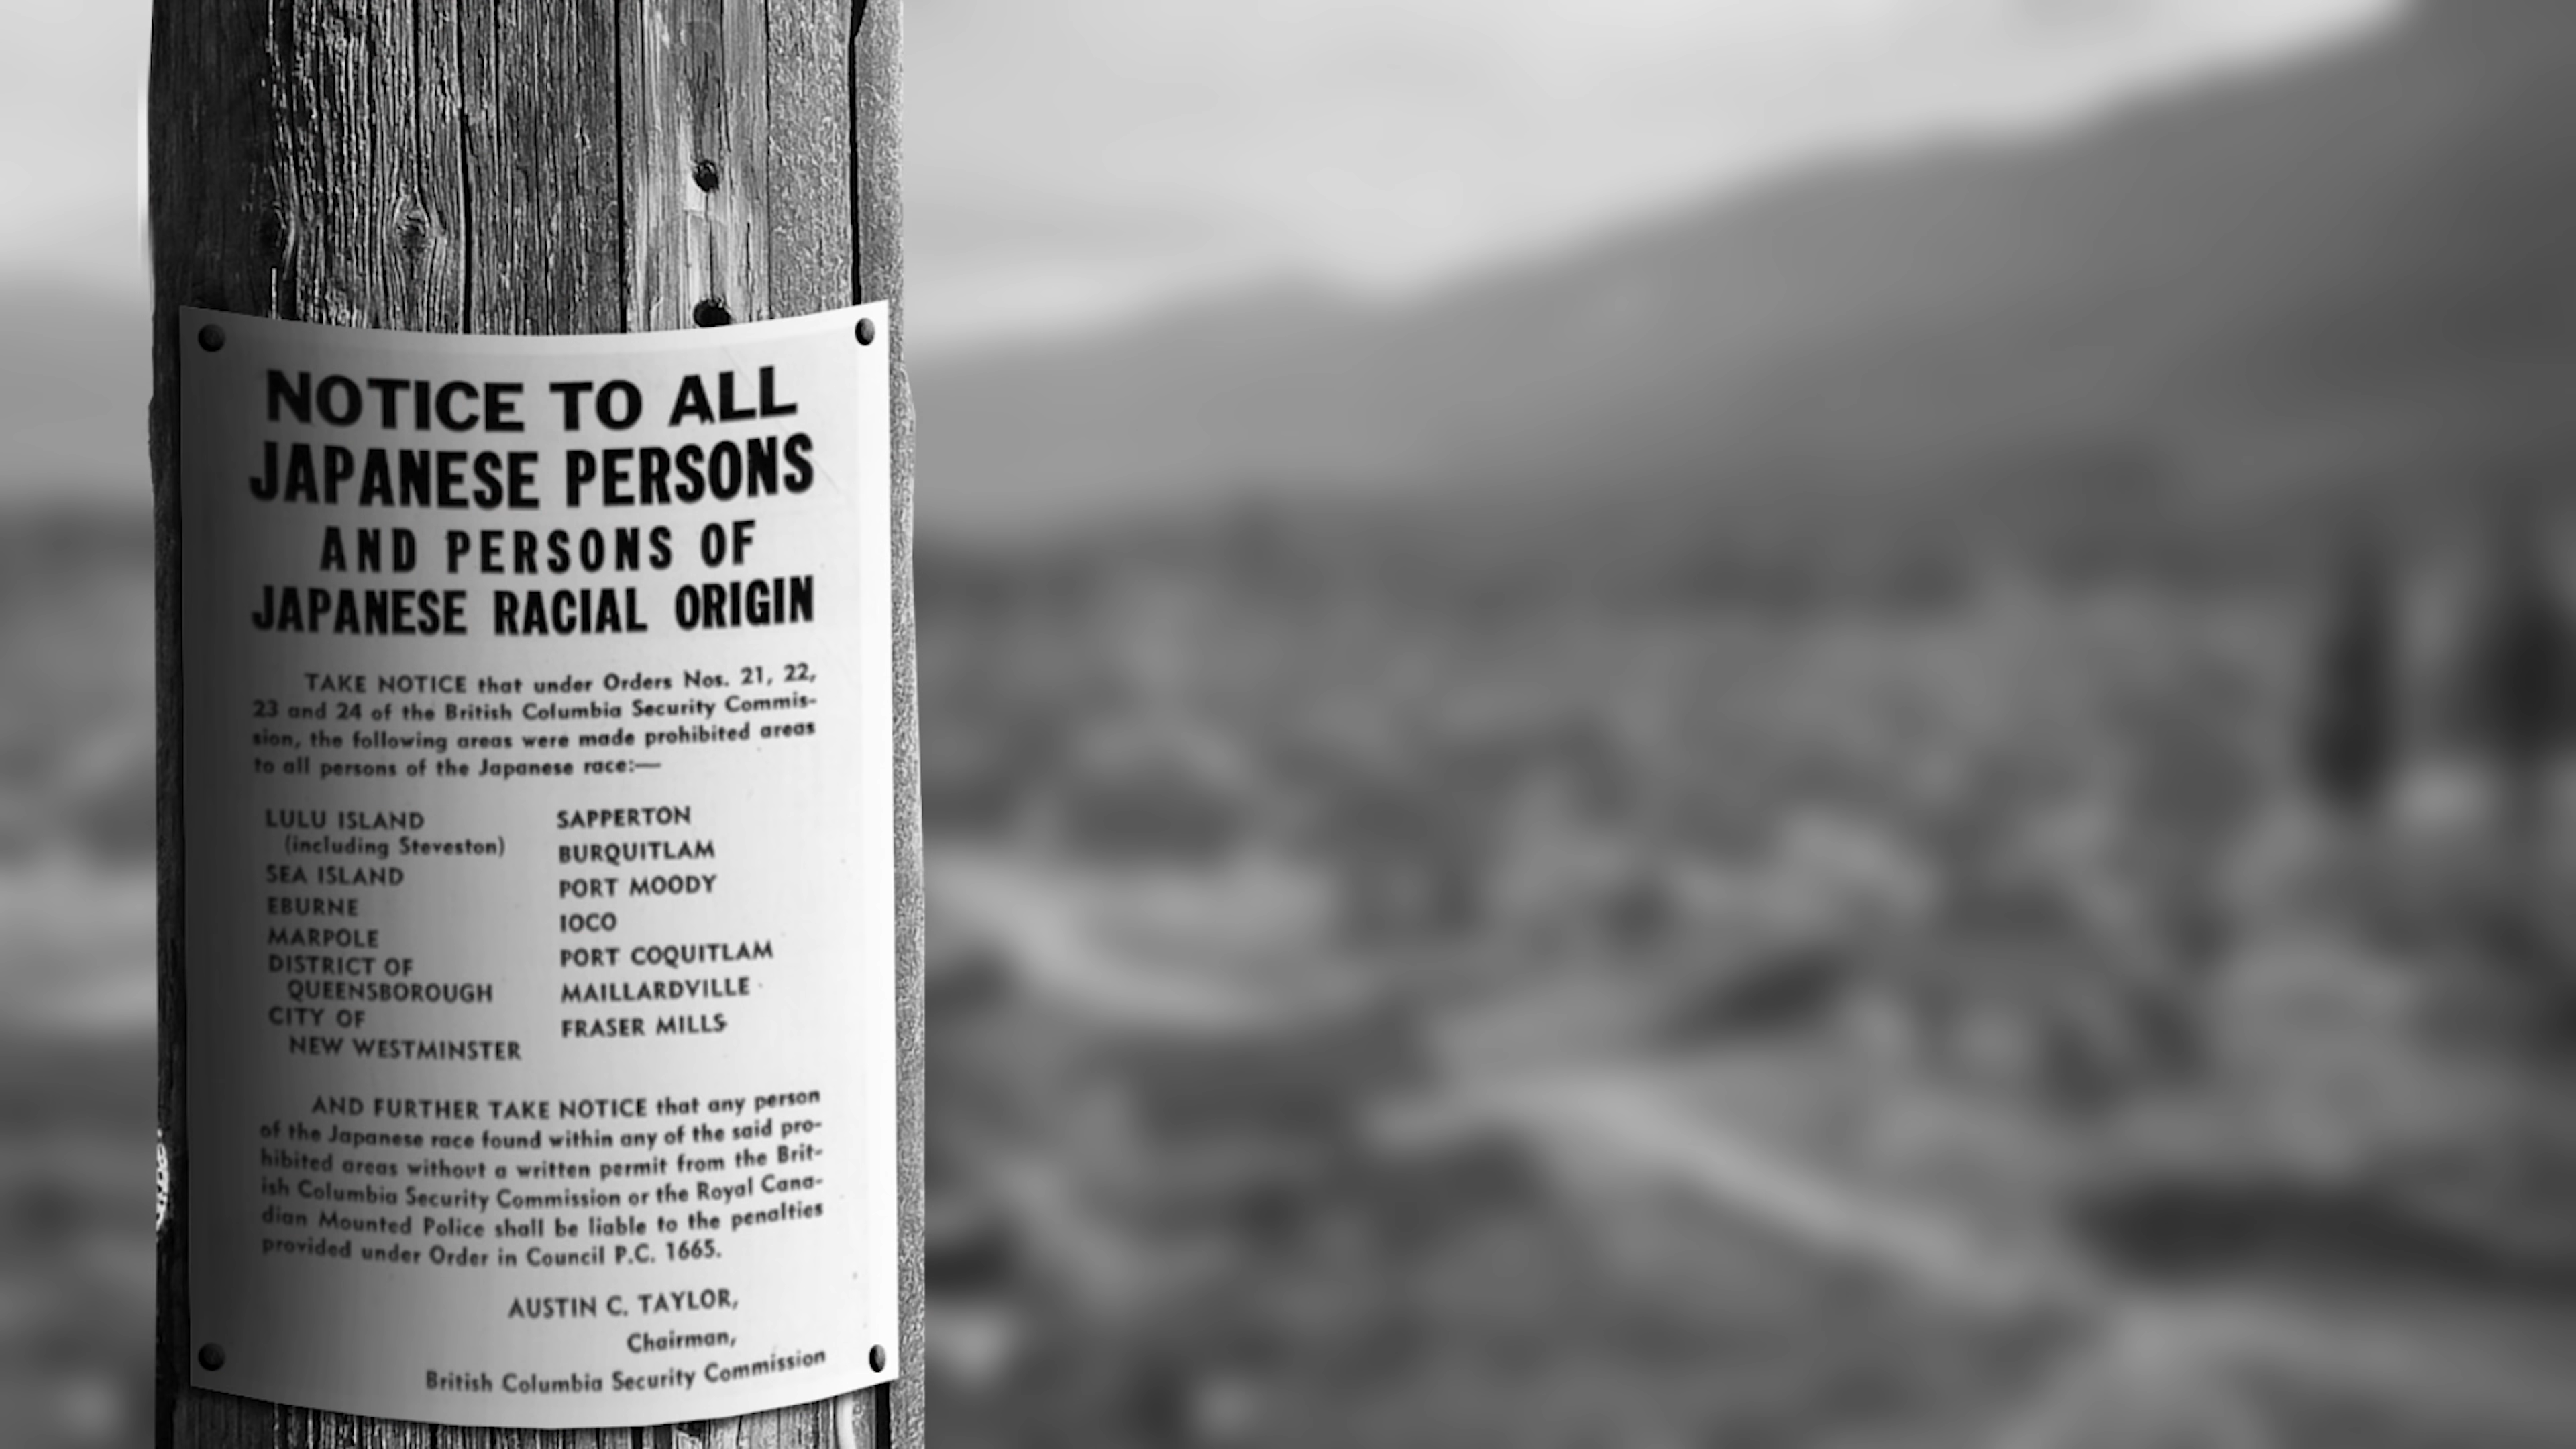 NOTICE TO ALL
JAPANESE PERSONS
AND PERSONS OF
JAPANESE RACIAL ORIGIN
TAKE NOTICE that under Orders Nos. 21, 22,
23 and 24 of the British Columbia Security Commis-
sion, the following areas were made prohibited areas
to all persons of the Japanese race:—
LULU ISLAND
(including Steveston)
SEA ISLAND
EBURNE
MARPOLE
DISTRICT OF
QUEENSBOROUGH
CITY OF
NEW WESTMINSTER
SAPPERTON
BURQUITLAM
PORT MOODY
IOCO
PORT COQUITLAM
MAILLARDVILLE
FRASER MILLS
AND FURTHER TAKE NOTICE that any person
of the Japanese race found within any of the said pro-
hibited areas without a written permit from the Brit-
ish Columbia Security Commission or the Royal Cana-
dian Mounted Police shall be liable to the penalties
provided under Order in Council P.C. 1665.
AUSTIN C. TAYLOR,
Chairman,
British Columbia Security Commission